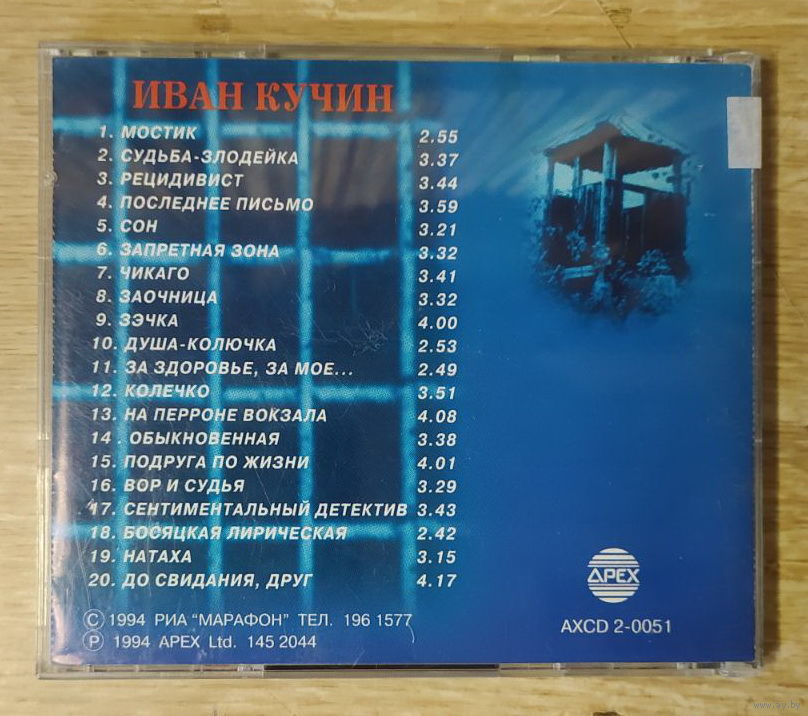 ИВАН КУЧИН
1. МОСТИК 2.55
2. СУДЬБА-ЗЛОДЕЙКА 3.37
3. РЕЦИДИВИСТ 3.44
4. ПОСЛЕДНЕЕ ПИСЬМО 3.59
5. СОН 3.21
6. ЗАПРЕТНАЯ ЗОНА 3.32
7. ЧИКАГО 3.41
8. ЗАОЧНИЦА 3.32
9. ЗЭЧКА 4.00
10. ДУША-КОЛЮЧКА 2.53
11. ЗА ЗДОРОВЬЕ, ЗА МОЕ... 2.49
12. КОЛЕЧКО 3.51
13. НА ПЕРРОНЕ ВОКЗАЛА 4.08
14 . ОБЫКНОВЕННАЯ 3.38
15. ПОДРУГА ПО ЖИЗНИ 4.01
16. ВОР И СУДЬЯ 3.29
17. СЕНТИМЕНТАЛЬНЫЙ ДЕТЕКТИВ 3.43
18. БОСЯЦКАЯ ЛИРИЧЕСКАЯ 2.42
19. НАТАХА 3.15
20. ДО СВИДАНИЯ, ДРУГ 4.17
© 1994 РИА "МАРАФОН" ТЕЛ. 196 1577
℗ 1994 APEX Ltd. 145 2044
APEX
AXCD 2-0051
www.ay.by